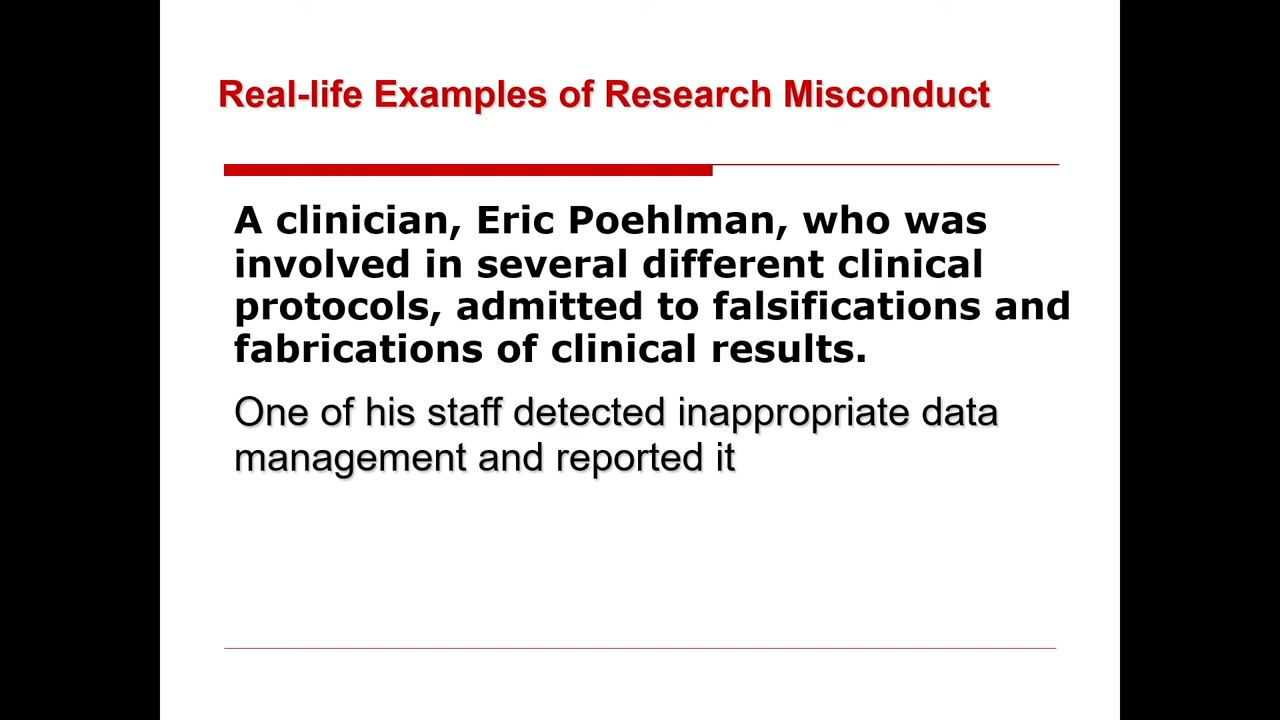 Real-life Examples of Research Misconduct
A clinician, Eric Poehlman, who was
involved in several different clinical
protocols, admitted to falsifications and
fabrications of clinical results.
One of his staff detected inappropriate data
management and reported it